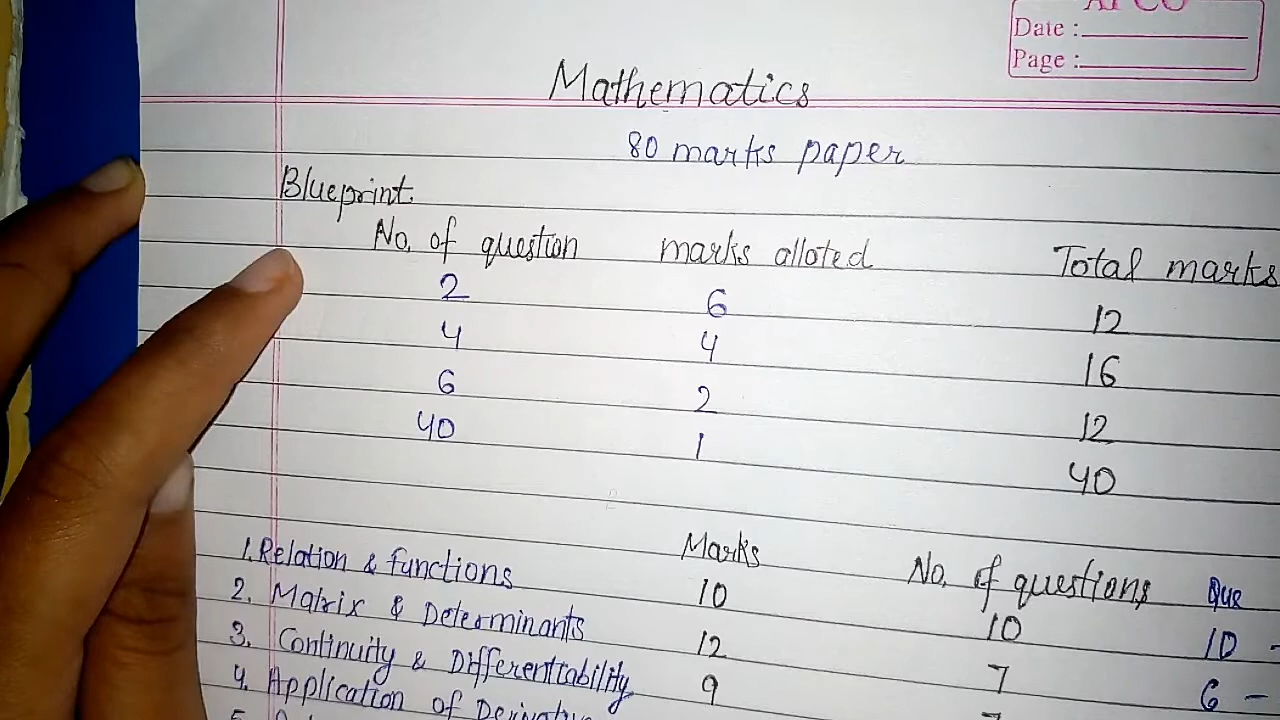 Date :
Page :
Mathematics
80 marks paper
Blueprint.
No. of question marks alloted Total marks
2 6 12
4 4 16
6 2 12
40 1 40
Marks No. of questions Que
1. Relation & functions 10 10 10 -
2. Matrix & Determinants 12 7 6 -
3. Continuity & Differentiability 9
4. Application of